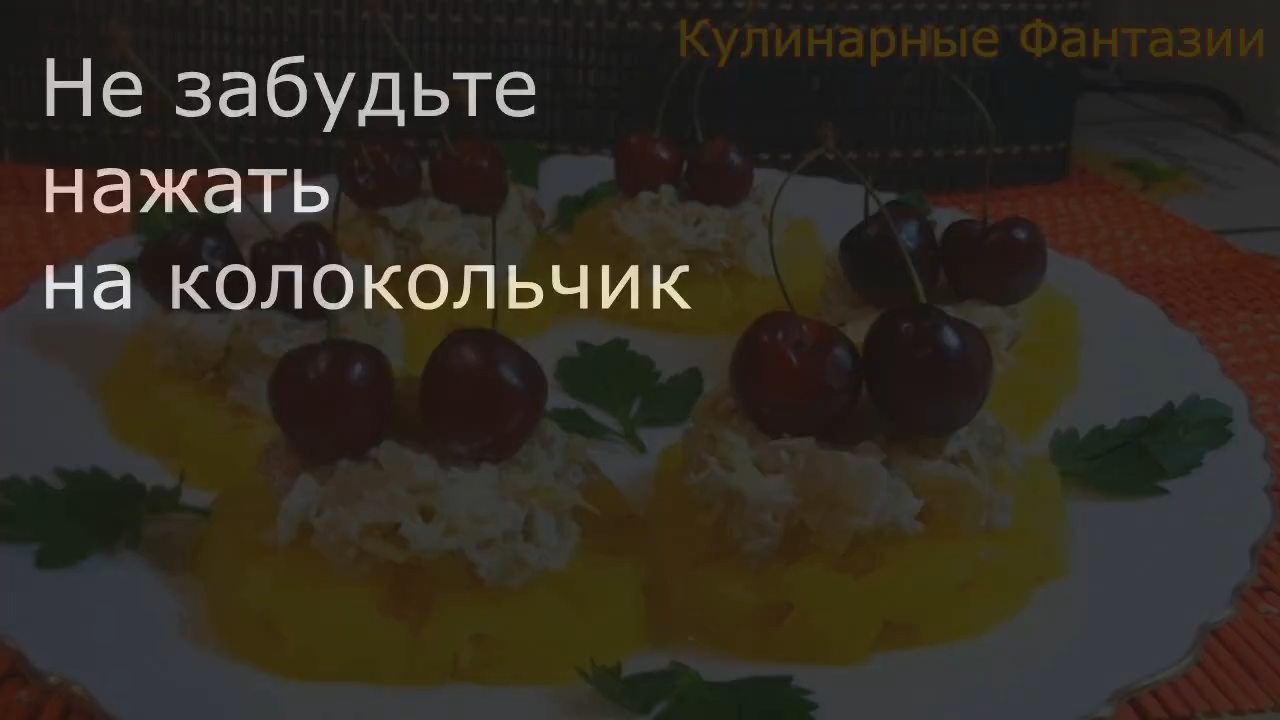 Кулинарные Фантазии
Не забудьте
нажать
на колокольчик